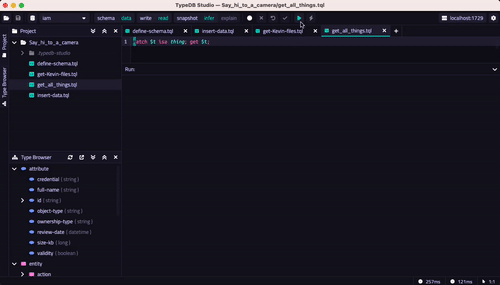 TypeDB Studio — Say_hi_to_a_camera/get_all_things.tql
iam
schema data write read snapshot infer explain
localhost:1729
Project
Project
Say_hi_to_a_camera
.typedb-studio
define-schema.tql
get-Kevin-files.tql
get_all_things.tql
insert-data.tql
define-schema.tql insert-data.tql get-Kevin-files.tql get_all_things.tql
1 match $t isa thing; get $t;
Run:
Type Browser
Type Browser
attribute
credential (string)
full-name (string)
id (string)
object-type (string)
ownership-type (string)
review-date (datetime)
size-kb (long)
validity (boolean)
entity
action
257ms 121ms 1:1